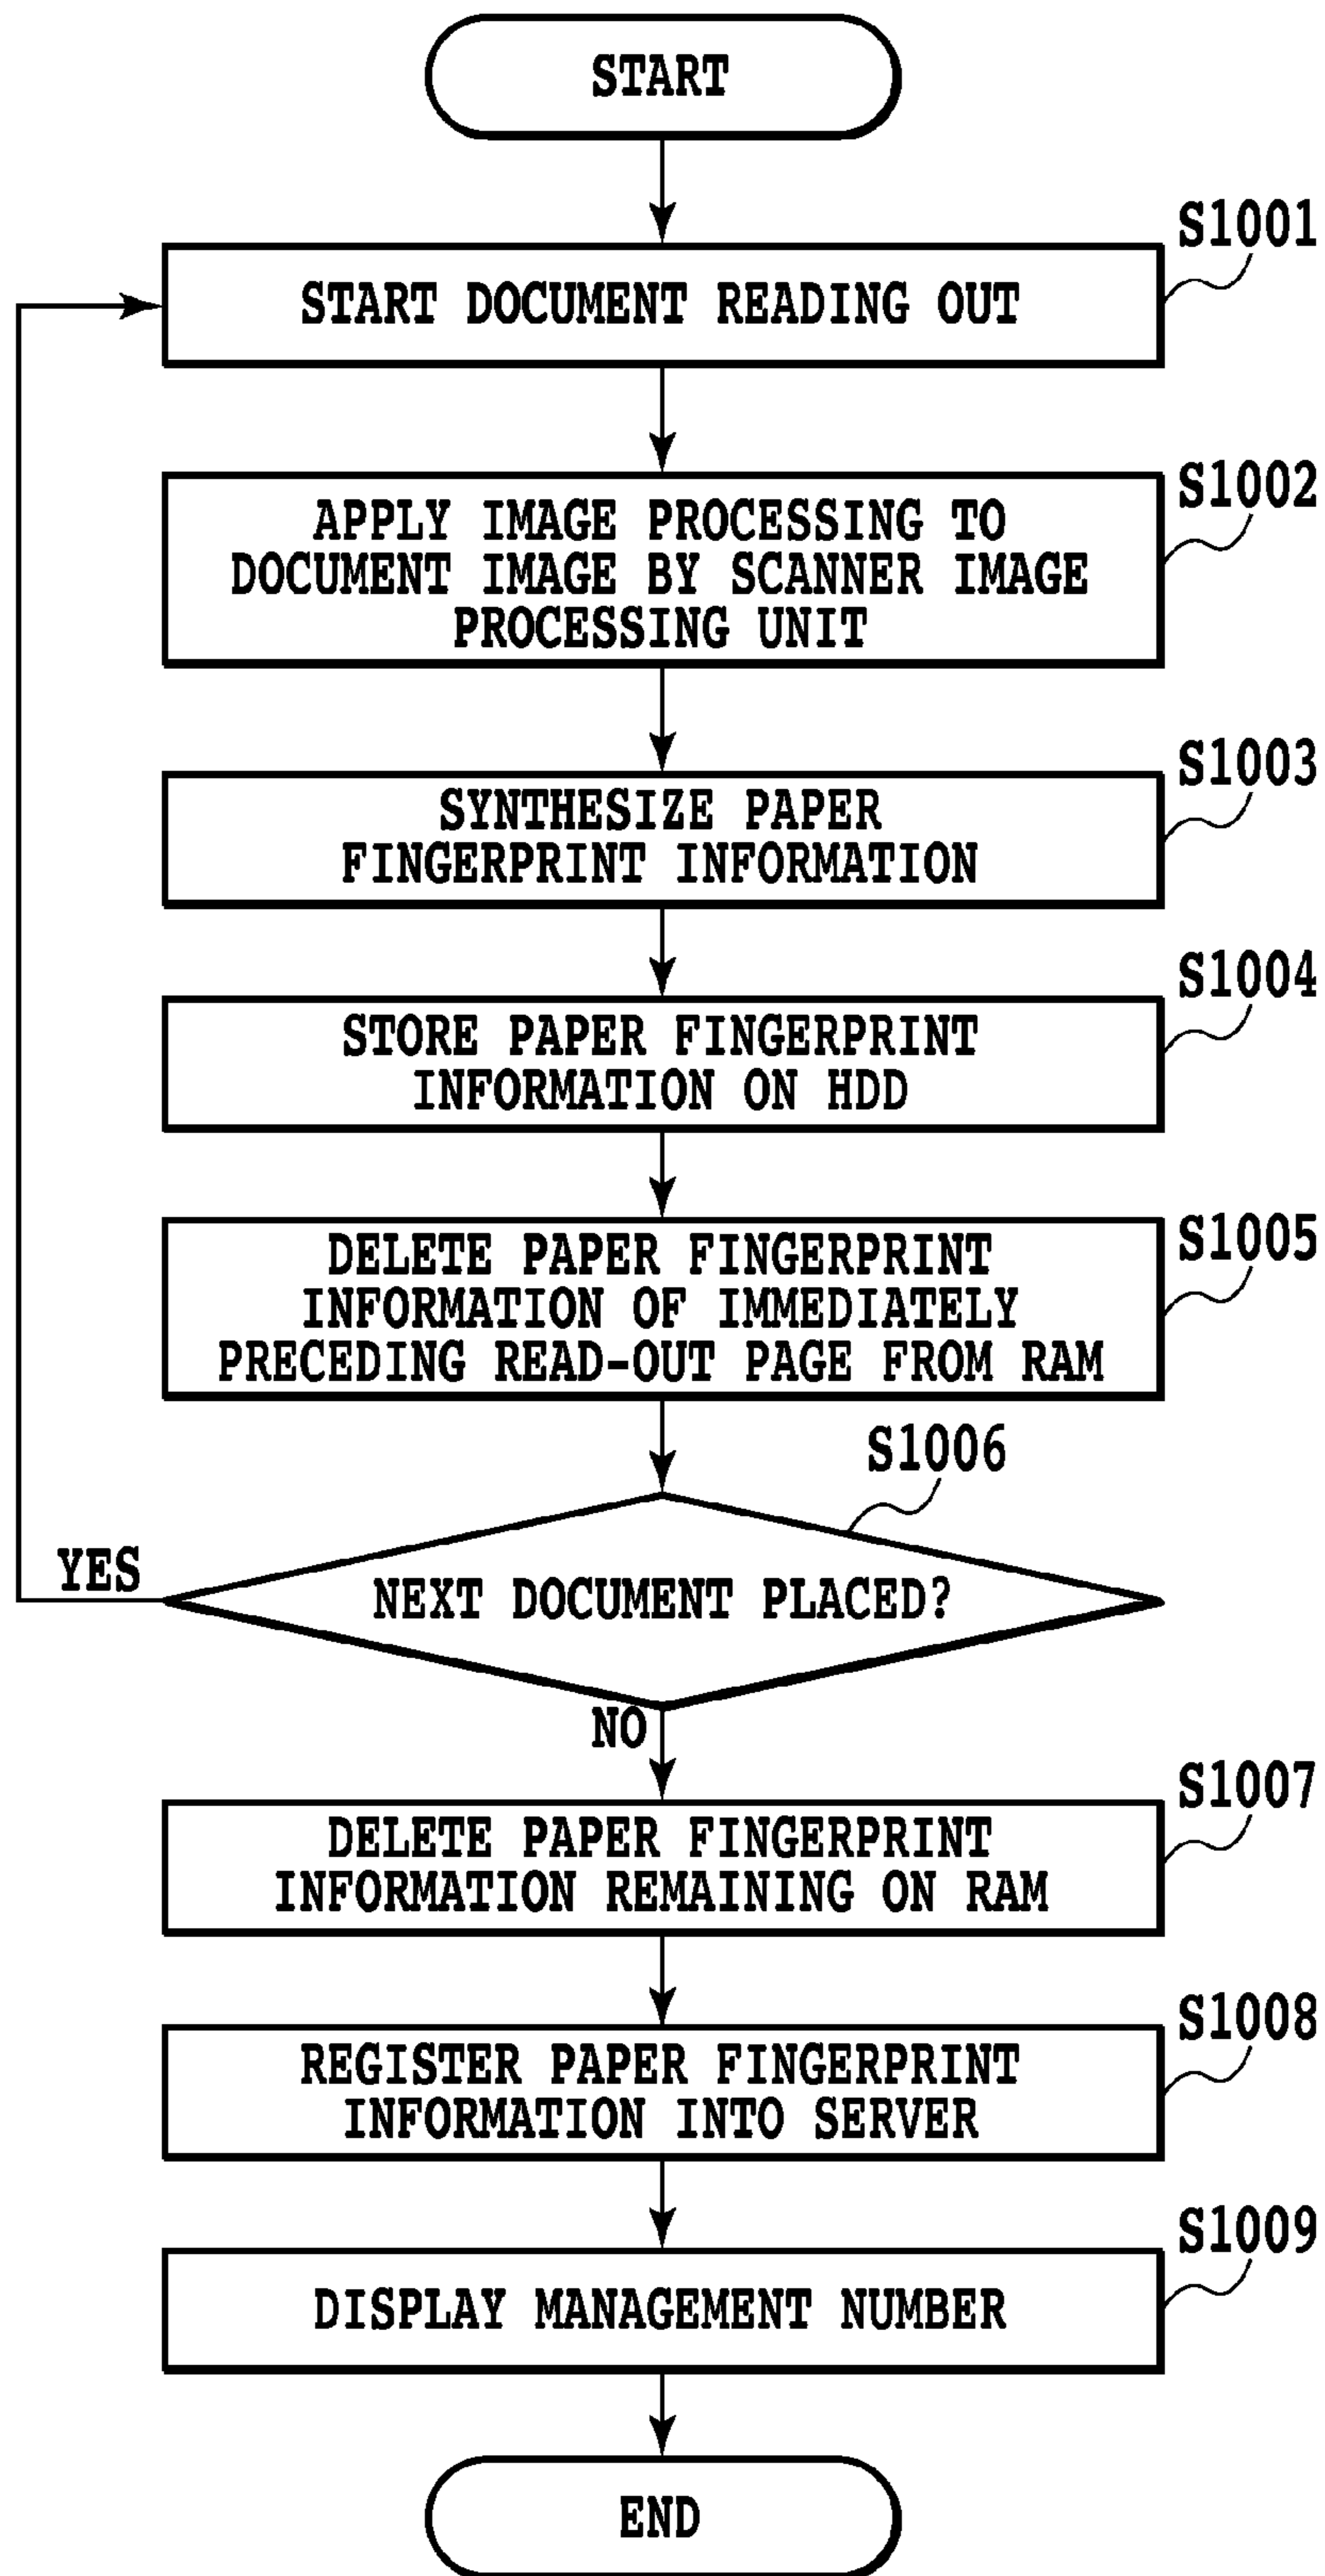 START
S1001
START DOCUMENT READING OUT
S1002
APPLY IMAGE PROCESSING TO
DOCUMENT IMAGE BY SCANNER IMAGE
PROCESSING UNIT
S1003
SYNTHESIZE PAPER
FINGERPRINT INFORMATION
S1004
STORE PAPER FINGERPRINT
INFORMATION ON HDD
S1005
DELETE PAPER FINGERPRINT
INFORMATION OF IMMEDIATELY
PRECEDING READ-OUT PAGE FROM RAM
S1006
YES
NEXT DOCUMENT PLACED?
NO
S1007
DELETE PAPER FINGERPRINT
INFORMATION REMAINING ON RAM
S1008
REGISTER PAPER FINGERPRINT
INFORMATION INTO SERVER
S1009
DISPLAY MANAGEMENT NUMBER
END